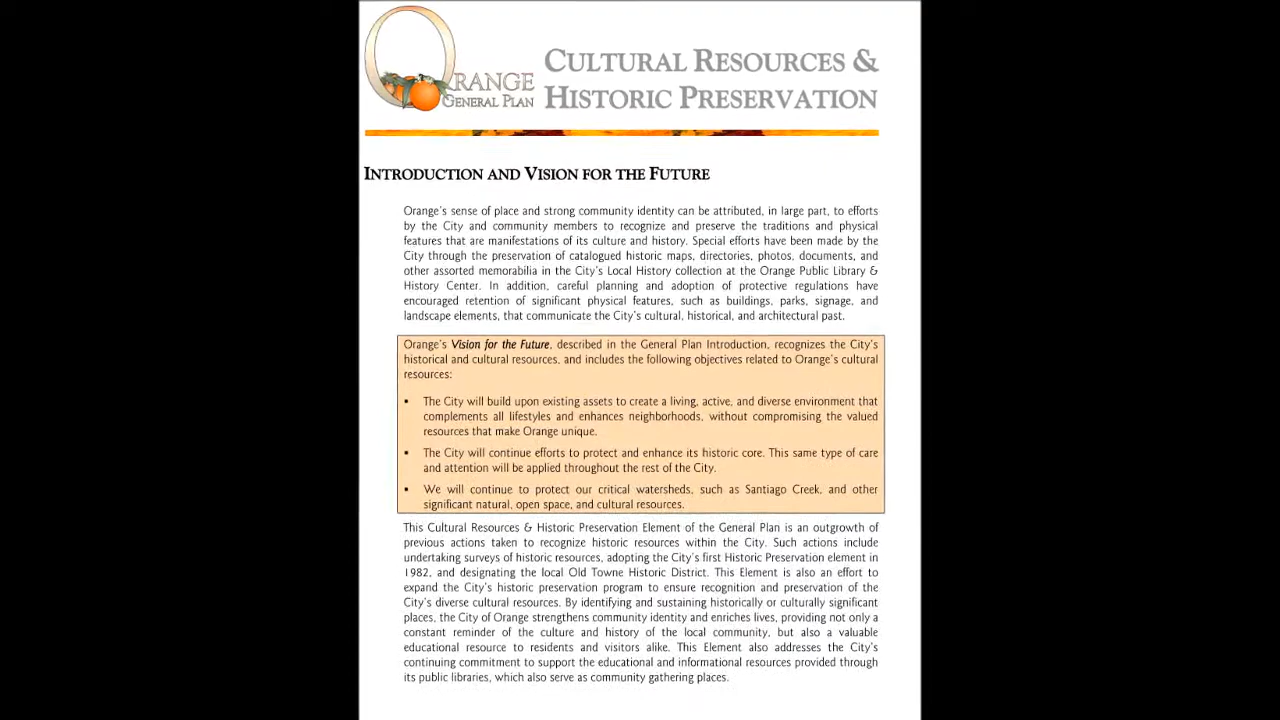 ORANGE
GENERAL PLAN
CULTURAL RESOURCES &
HISTORIC PRESERVATION
INTRODUCTION AND VISION FOR THE FUTURE
Orange's sense of place and strong community identity can be attributed, in large part, to efforts
by the City and community members to recognize and preserve the traditions and physical
features that are manifestations of its culture and history. Special efforts have been made by the
City through the preservation of catalogued historic maps, directories, photos, documents, and
other assorted memorabilia in the City's Local History collection at the Orange Public Library &
History Center. In addition, careful planning and adoption of protective regulations have
encouraged retention of significant physical features, such as buildings, parks, signage, and
landscape elements, that communicate the City's cultural, historical, and architectural past.
Orange's Vision for the Future, described in the General Plan Introduction, recognizes the City's
historical and cultural resources, and includes the following objectives related to Orange's cultural
resources:
▪ The City will build upon existing assets to create a living, active, and diverse environment that
complements all lifestyles and enhances neighborhoods, without compromising the valued
resources that make Orange unique.
▪ The City will continue efforts to protect and enhance its historic core. This same type of care
and attention will be applied throughout the rest of the City.
▪ We will continue to protect our critical watersheds, such as Santiago Creek, and other
significant natural, open space, and cultural resources.
This Cultural Resources & Historic Preservation Element of the General Plan is an outgrowth of
previous actions taken to recognize historic resources within the City. Such actions include
undertaking surveys of historic resources, adopting the City's first Historic Preservation element in
1982, and designating the local Old Towne Historic District. This Element is also an effort to
expand the City's historic preservation program to ensure recognition and preservation of the
City's diverse cultural resources. By identifying and sustaining historically or culturally significant
places, the City of Orange strengthens community identity and enriches lives, providing not only a
constant reminder of the culture and history of the local community, but also a valuable
educational resource to residents and visitors alike. This Element also addresses the City's
continuing commitment to support the educational and informational resources provided through
its public libraries, which also serve as community gathering places.